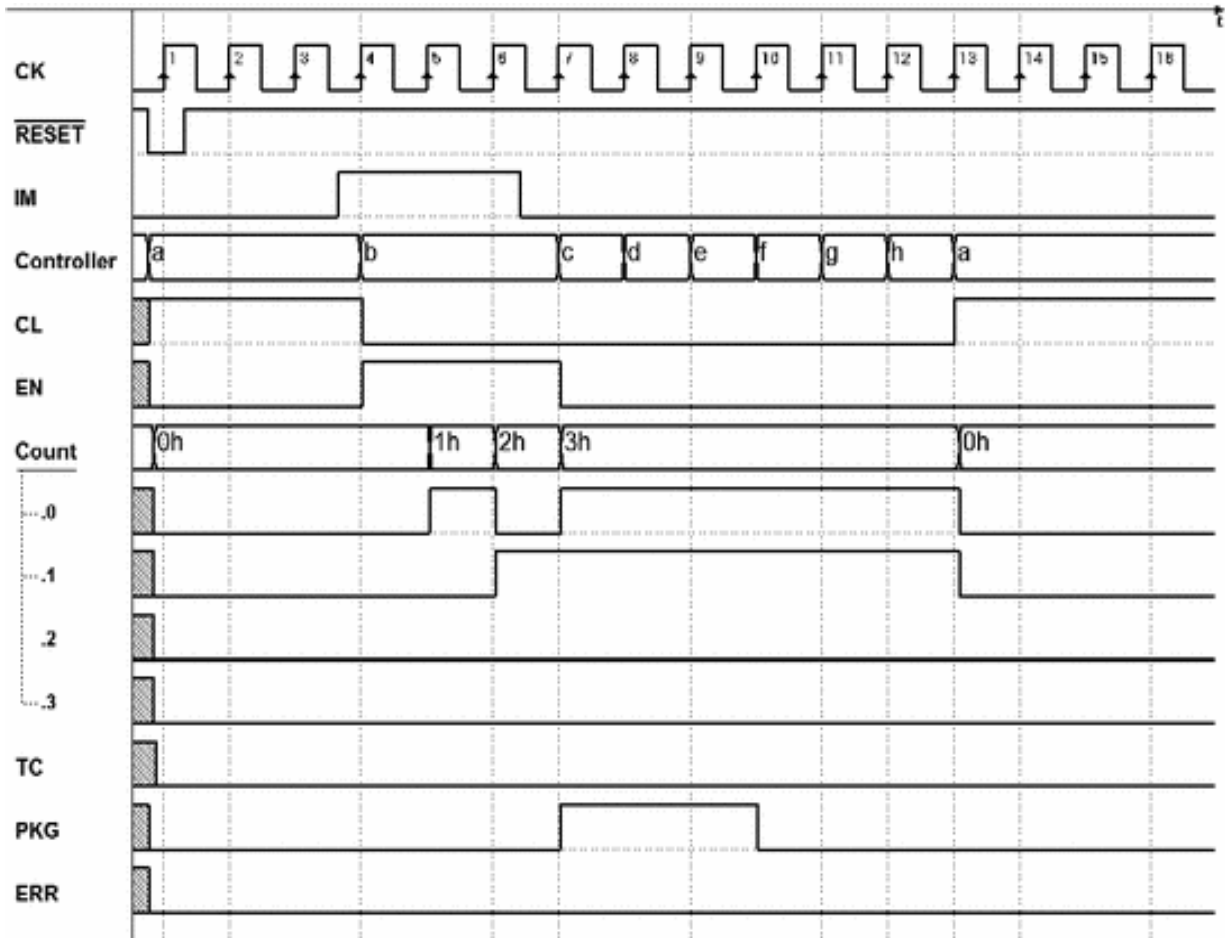 t
CK 1 2 3 4 5 6 7 8 9 10 11 12 13 14 15 16
RESET
IM
Controller a b c d e f g h a
CL
EN
Count 0h 1h 2h 3h 0h
.0
.1
.2
.3
TC
PKG
ERR